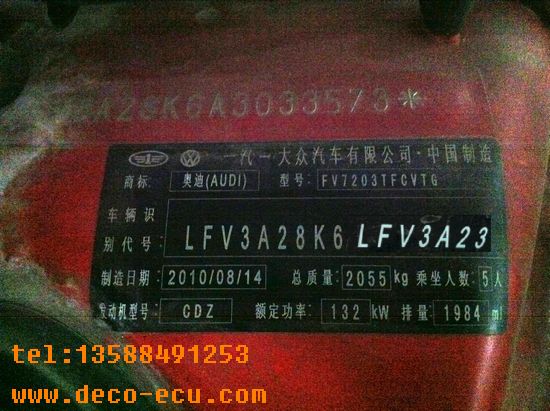 A28K6A3033573*
一汽一大众汽车有限公司·中国制造
商标: 奥迪(AUDI) 型号: FV7203TFCVTG
车辆识
别代号: LFV3A28K6 LFV3A23
制造日期: 2010/08/14 总质量: 2055 kg 乘坐人数: 5 人
发动机型号: CDZ 额定功率: 132 kW 排量: 1984 ml
tel:13588491253
www.deco-ecu.com